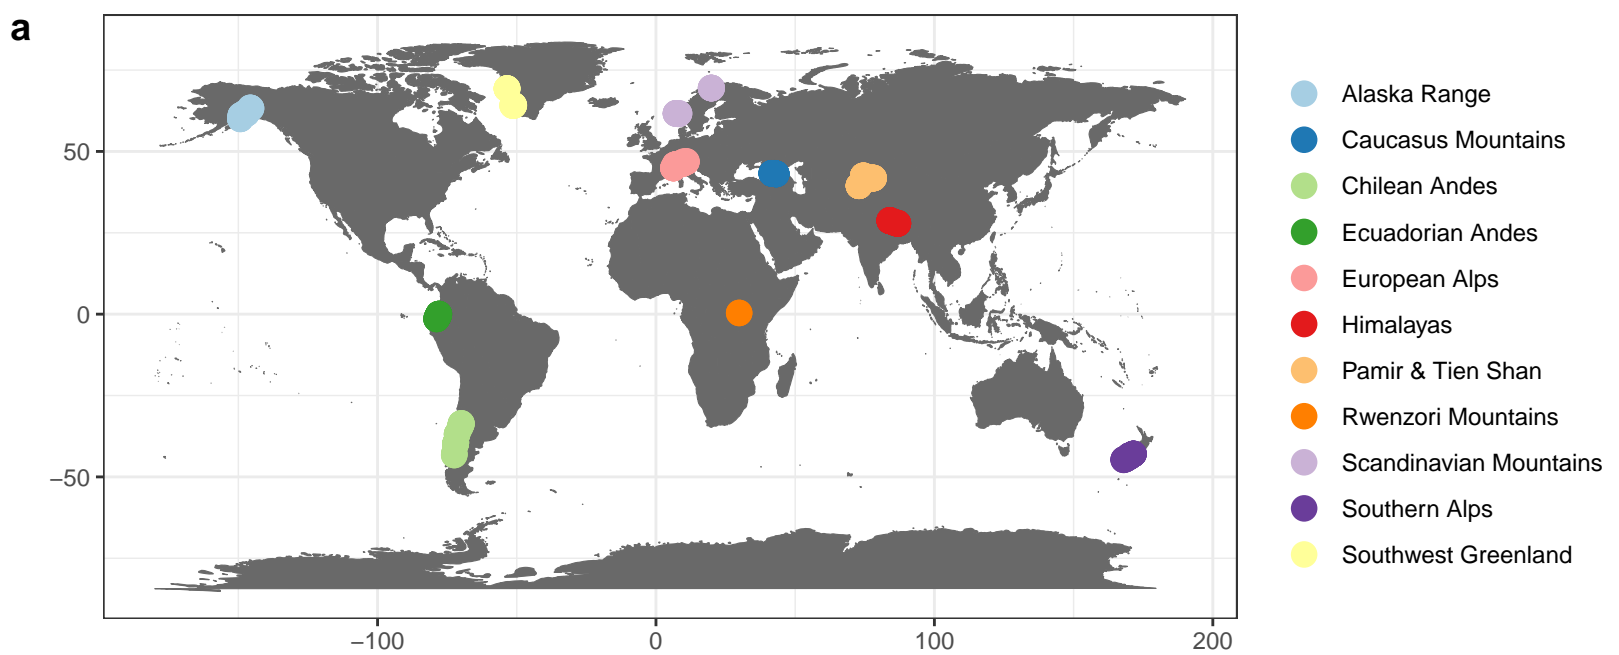 a
50
0
−50
−100
0
100
200
Alaska Range
Caucasus Mountains
Chilean Andes
Ecuadorian Andes
European Alps
Himalayas
Pamir & Tien Shan
Rwenzori Mountains
Scandinavian Mountains
Southern Alps
Southwest Greenland